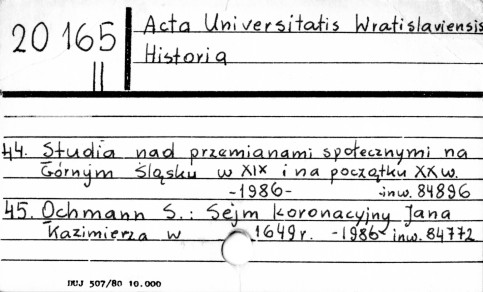 20 165
II
Acta Universitatis Wratislaviensis
Historia
44. Studia nad przemianami społecznymi na
Górnym Śląsku w XIX i na początku XX w.
-1986- inw. 84896
45. Ochmann S.: Sejm koronacyjny Jana
Kazimierza w 1649 r. -1986- inw. 84772
DUJ 507/80 10.000